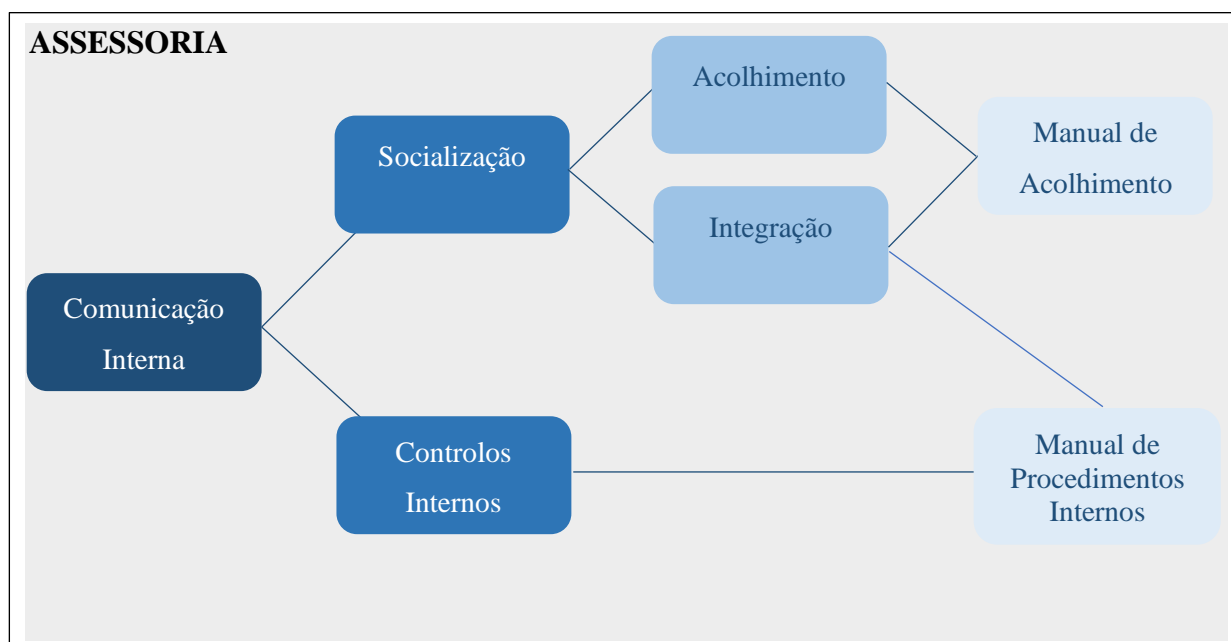 ASSESSORIA
Acolhimento
Manual de
Acolhimento
Socialização
Integração
Comunicação
Interna
Controlos
Internos
Manual de
Procedimentos
Internos